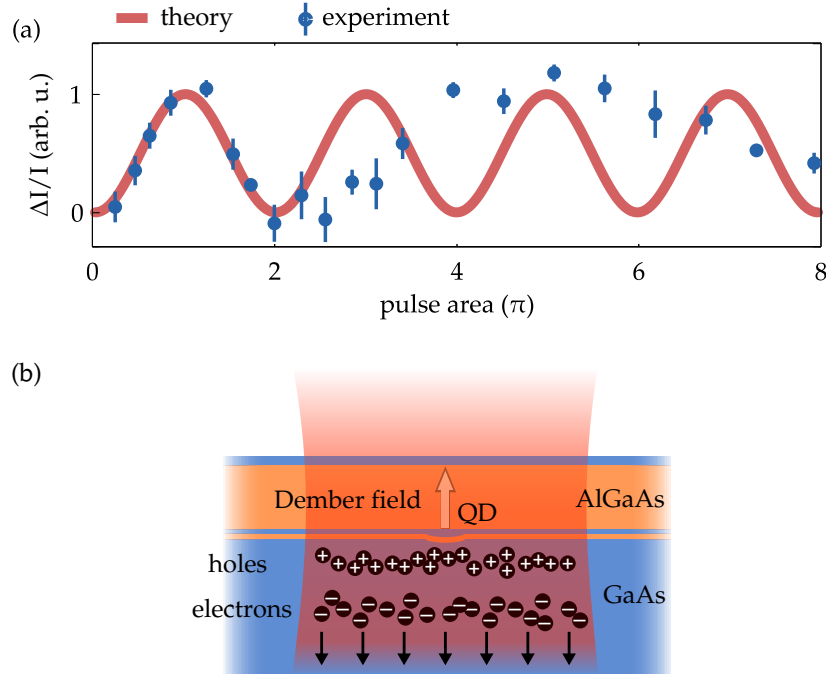 (a)
theory
experiment
ΔI/I (arb. u.)
1
0
0
2
4
6
8
pulse area (π)
(b)
Dember field
QD
AlGaAs
holes
electrons
GaAs